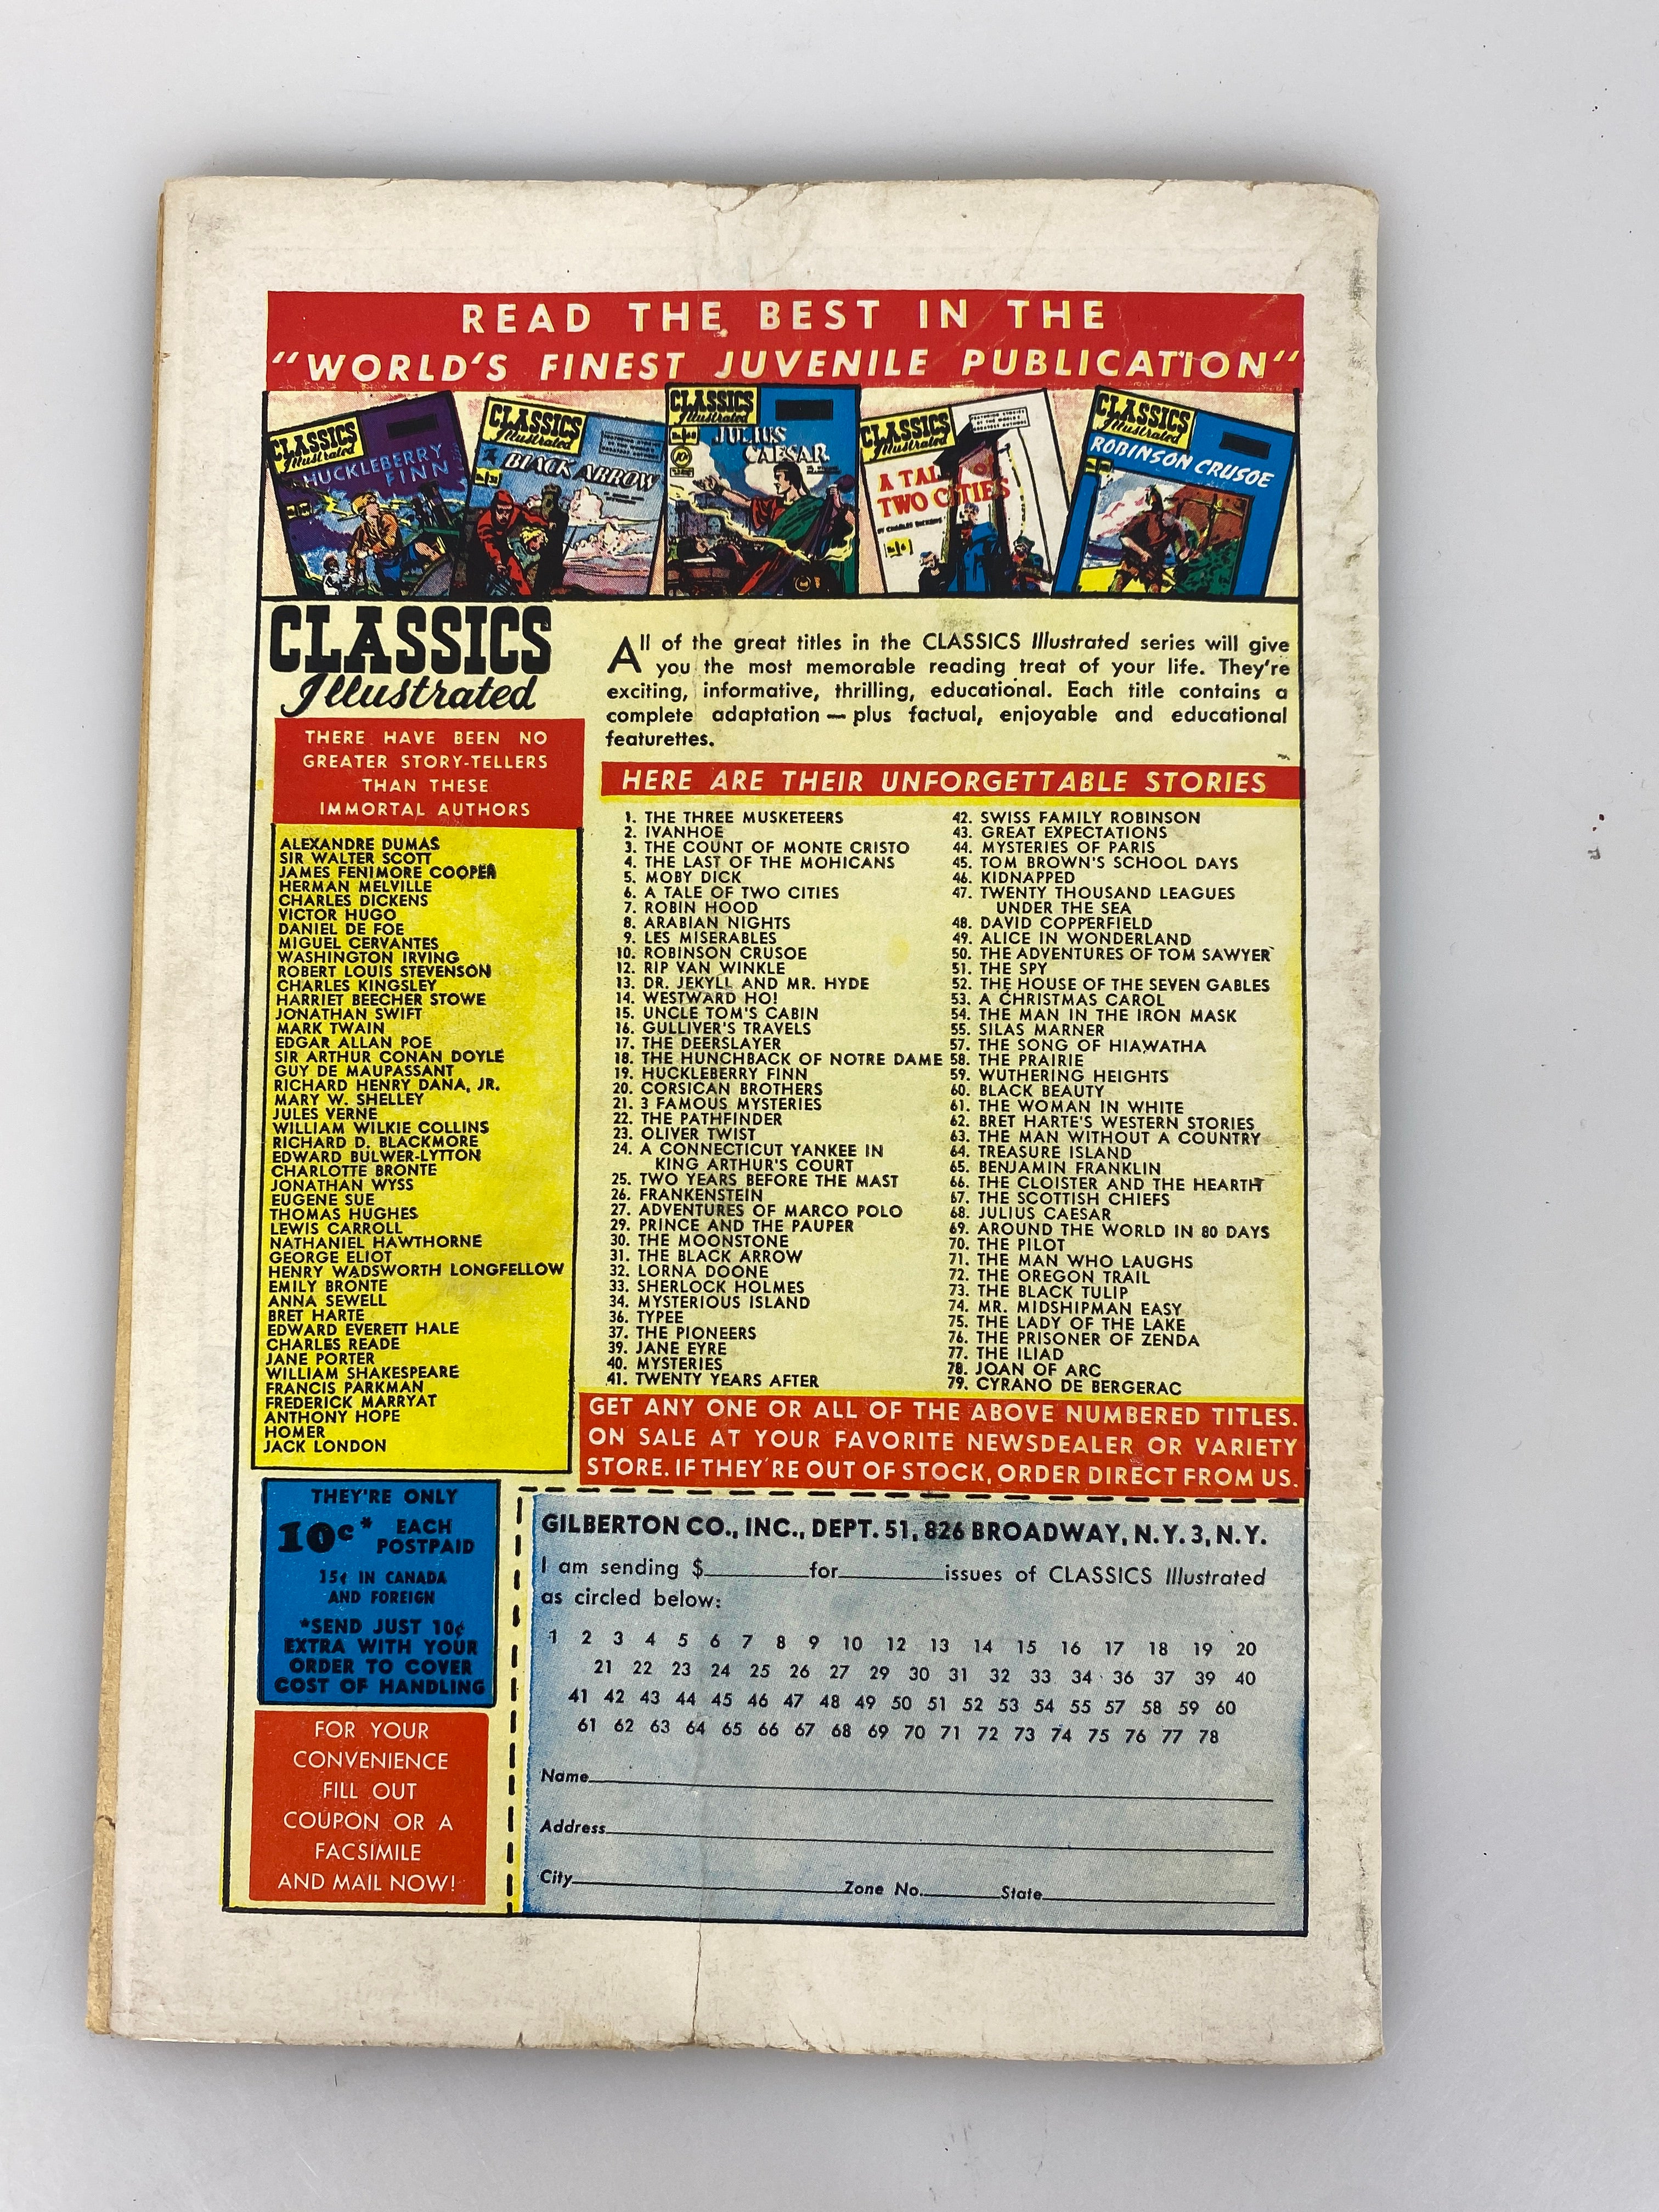 READ THE BEST IN THE
"WORLD'S FINEST JUVENILE PUBLICATION"
CLASSICS
Illustrated
HUCKLEBERRY
FINN
CLASSICS
Illustrated
BLACK ARROW
CLASSICS
Illustrated
JULIUS
CAESAR
CLASSICS
Illustrated
A TALE OF
TWO CITIES
BY CHARLES DICKENS
CLASSICS
Illustrated
ROBINSON CRUSOE
CLASSICS
Illustrated
All of the great titles in the CLASSICS Illustrated series will give
you the most memorable reading treat of your life. They're
exciting, informative, thrilling, educational. Each title contains a
complete adaptation — plus factual, enjoyable and educational
featurettes.
THERE HAVE BEEN NO
GREATER STORY-TELLERS
THAN THESE
IMMORTAL AUTHORS
ALEXANDRE DUMAS
SIR WALTER SCOTT
JAMES FENIMORE COOPER
HERMAN MELVILLE
CHARLES DICKENS
VICTOR HUGO
DANIEL DE FOE
MIGUEL CERVANTES
WASHINGTON IRVING
ROBERT LOUIS STEVENSON
CHARLES KINGSLEY
HARRIET BEECHER STOWE
JONATHAN SWIFT
MARK TWAIN
EDGAR ALLAN POE
SIR ARTHUR CONAN DOYLE
GUY DE MAUPASSANT
RICHARD HENRY DANA, JR.
MARY W. SHELLEY
JULES VERNE
WILLIAM WILKIE COLLINS
RICHARD D. BLACKMORE
EDWARD BULWER-LYTTON
CHARLOTTE BRONTE
JONATHAN WYSS
EUGENE SUE
THOMAS HUGHES
LEWIS CARROLL
NATHANIEL HAWTHORNE
GEORGE ELIOT
HENRY WADSWORTH LONGFELLOW
EMILY BRONTE
ANNA SEWELL
BRET HARTE
EDWARD EVERETT HALE
CHARLES READE
JANE PORTER
WILLIAM SHAKESPEARE
FRANCIS PARKMAN
FREDERICK MARRYAT
ANTHONY HOPE
HOMER
JACK LONDON
HERE ARE THEIR UNFORGETTABLE STORIES
1. THE THREE MUSKETEERS
2. IVANHOE
3. THE COUNT OF MONTE CRISTO
4. THE LAST OF THE MOHICANS
5. MOBY DICK
6. A TALE OF TWO CITIES
7. ROBIN HOOD
8. ARABIAN NIGHTS
9. LES MISERABLES
10. ROBINSON CRUSOE
12. RIP VAN WINKLE
13. DR. JEKYLL AND MR. HYDE
14. WESTWARD HO!
15. UNCLE TOM'S CABIN
16. GULLIVER'S TRAVELS
17. THE DEERSLAYER
18. THE HUNCHBACK OF NOTRE DAME
19. HUCKLEBERRY FINN
20. CORSICAN BROTHERS
21. 3 FAMOUS MYSTERIES
22. THE PATHFINDER
23. OLIVER TWIST
24. A CONNECTICUT YANKEE IN
KING ARTHUR'S COURT
25. TWO YEARS BEFORE THE MAST
26. FRANKENSTEIN
27. ADVENTURES OF MARCO POLO
29. PRINCE AND THE PAUPER
30. THE MOONSTONE
31. THE BLACK ARROW
32. LORNA DOONE
33. SHERLOCK HOLMES
34. MYSTERIOUS ISLAND
36. TYPEE
37. THE PIONEERS
39. JANE EYRE
40. MYSTERIES
41. TWENTY YEARS AFTER
42. SWISS FAMILY ROBINSON
43. GREAT EXPECTATIONS
44. MYSTERIES OF PARIS
45. TOM BROWN'S SCHOOL DAYS
46. KIDNAPPED
47. TWENTY THOUSAND LEAGUES
UNDER THE SEA
48. DAVID COPPERFIELD
49. ALICE IN WONDERLAND
50. THE ADVENTURES OF TOM SAWYER
51. THE SPY
52. THE HOUSE OF THE SEVEN GABLES
53. A CHRISTMAS CAROL
54. THE MAN IN THE IRON MASK
55. SILAS MARNER
57. THE SONG OF HIAWATHA
58. THE PRAIRIE
59. WUTHERING HEIGHTS
60. BLACK BEAUTY
61. THE WOMAN IN WHITE
62. BRET HARTE'S WESTERN STORIES
63. THE MAN WITHOUT A COUNTRY
64. TREASURE ISLAND
65. BENJAMIN FRANKLIN
66. THE CLOISTER AND THE HEARTH
67. THE SCOTTISH CHIEFS
68. JULIUS CAESAR
69. AROUND THE WORLD IN 80 DAYS
70. THE PILOT
71. THE MAN WHO LAUGHS
72. THE OREGON TRAIL
73. THE BLACK TULIP
74. MR. MIDSHIPMAN EASY
75. THE LADY OF THE LAKE
76. THE PRISONER OF ZENDA
77. THE ILIAD
78. JOAN OF ARC
79. CYRANO DE BERGERAC
GET ANY ONE OR ALL OF THE ABOVE NUMBERED TITLES.
ON SALE AT YOUR FAVORITE NEWSDEALER OR VARIETY
STORE. IF THEY'RE OUT OF STOCK, ORDER DIRECT FROM US.
THEY'RE ONLY
10¢* EACH
POSTPAID
15¢ IN CANADA
AND FOREIGN
*SEND JUST 10¢
EXTRA WITH YOUR
ORDER TO COVER
COST OF HANDLING
FOR YOUR
CONVENIENCE
FILL OUT
COUPON OR A
FACSIMILE
AND MAIL NOW!
GILBERTON CO., INC., DEPT. 51, 826 BROADWAY, N.Y. 3, N.Y.
I am sending $________for________issues of CLASSICS Illustrated
as circled below:
1 2 3 4 5 6 7 8 9 10 12 13 14 15 16 17 18 19 20
21 22 23 24 25 26 27 29 30 31 32 33 34 36 37 39 40
41 42 43 44 45 46 47 48 49 50 51 52 53 54 55 57 58 59 60
61 62 63 64 65 66 67 68 69 70 71 72 73 74 75 76 77 78
Name
Address
City Zone No. State